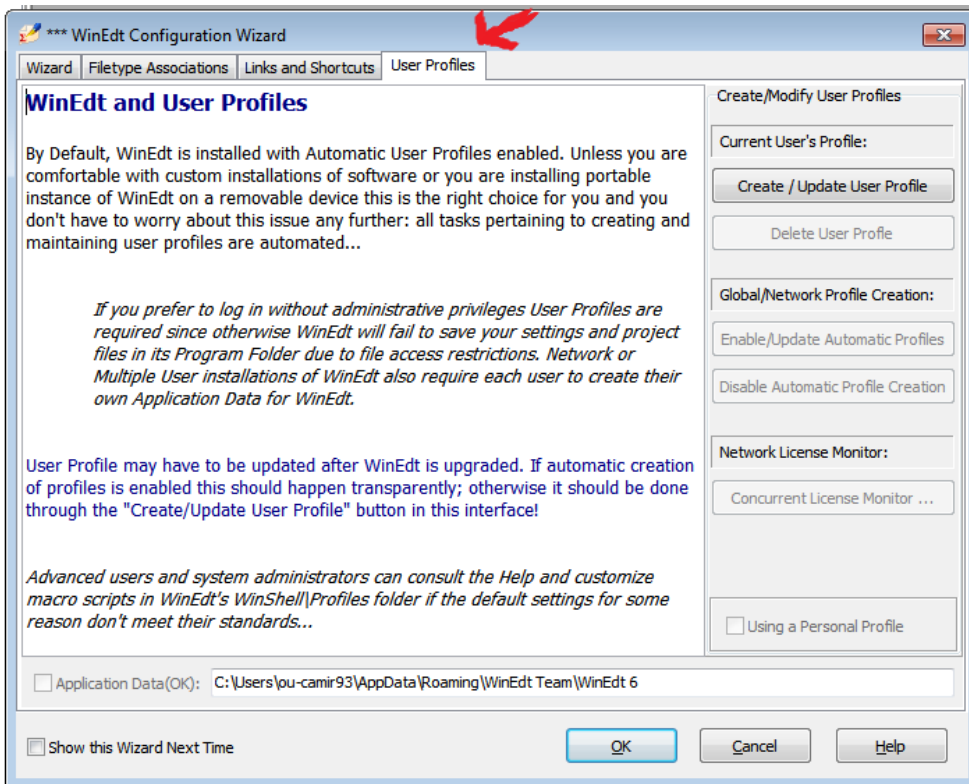 *** WinEdt Configuration Wizard
Wizard
Filetype Associations
Links and Shortcuts
User Profiles
WinEdt and User Profiles
By Default, WinEdt is installed with Automatic User Profiles enabled. Unless you are
comfortable with custom installations of software or you are installing portable
instance of WinEdt on a removable device this is the right choice for you and you
don't have to worry about this issue any further: all tasks pertaining to creating and
maintaining user profiles are automated...
If you prefer to log in without administrative privileges User Profiles are
required since otherwise WinEdt will fail to save your settings and project
files in its Program Folder due to file access restrictions. Network or
Multiple User installations of WinEdt also require each user to create their
own Application Data for WinEdt.
User Profile may have to be updated after WinEdt is upgraded. If automatic creation
of profiles is enabled this should happen transparently; otherwise it should be done
through the "Create/Update User Profile" button in this interface!
Advanced users and system administrators can consult the Help and customize
macro scripts in WinEdt's WinShell\Profiles folder if the default settings for some
reason don't meet their standards...
Create/Modify User Profiles
Current User's Profile:
Create / Update User Profile
Delete User Profle
Global/Network Profile Creation:
Enable/Update Automatic Profiles
Disable Automatic Profile Creation
Network License Monitor:
Concurrent License Monitor ...
Using a Personal Profile
Application Data(OK): C:\Users\ou-camir93\AppData\Roaming\WinEdt Team\WinEdt 6
Show this Wizard Next Time
OK
Cancel
Help